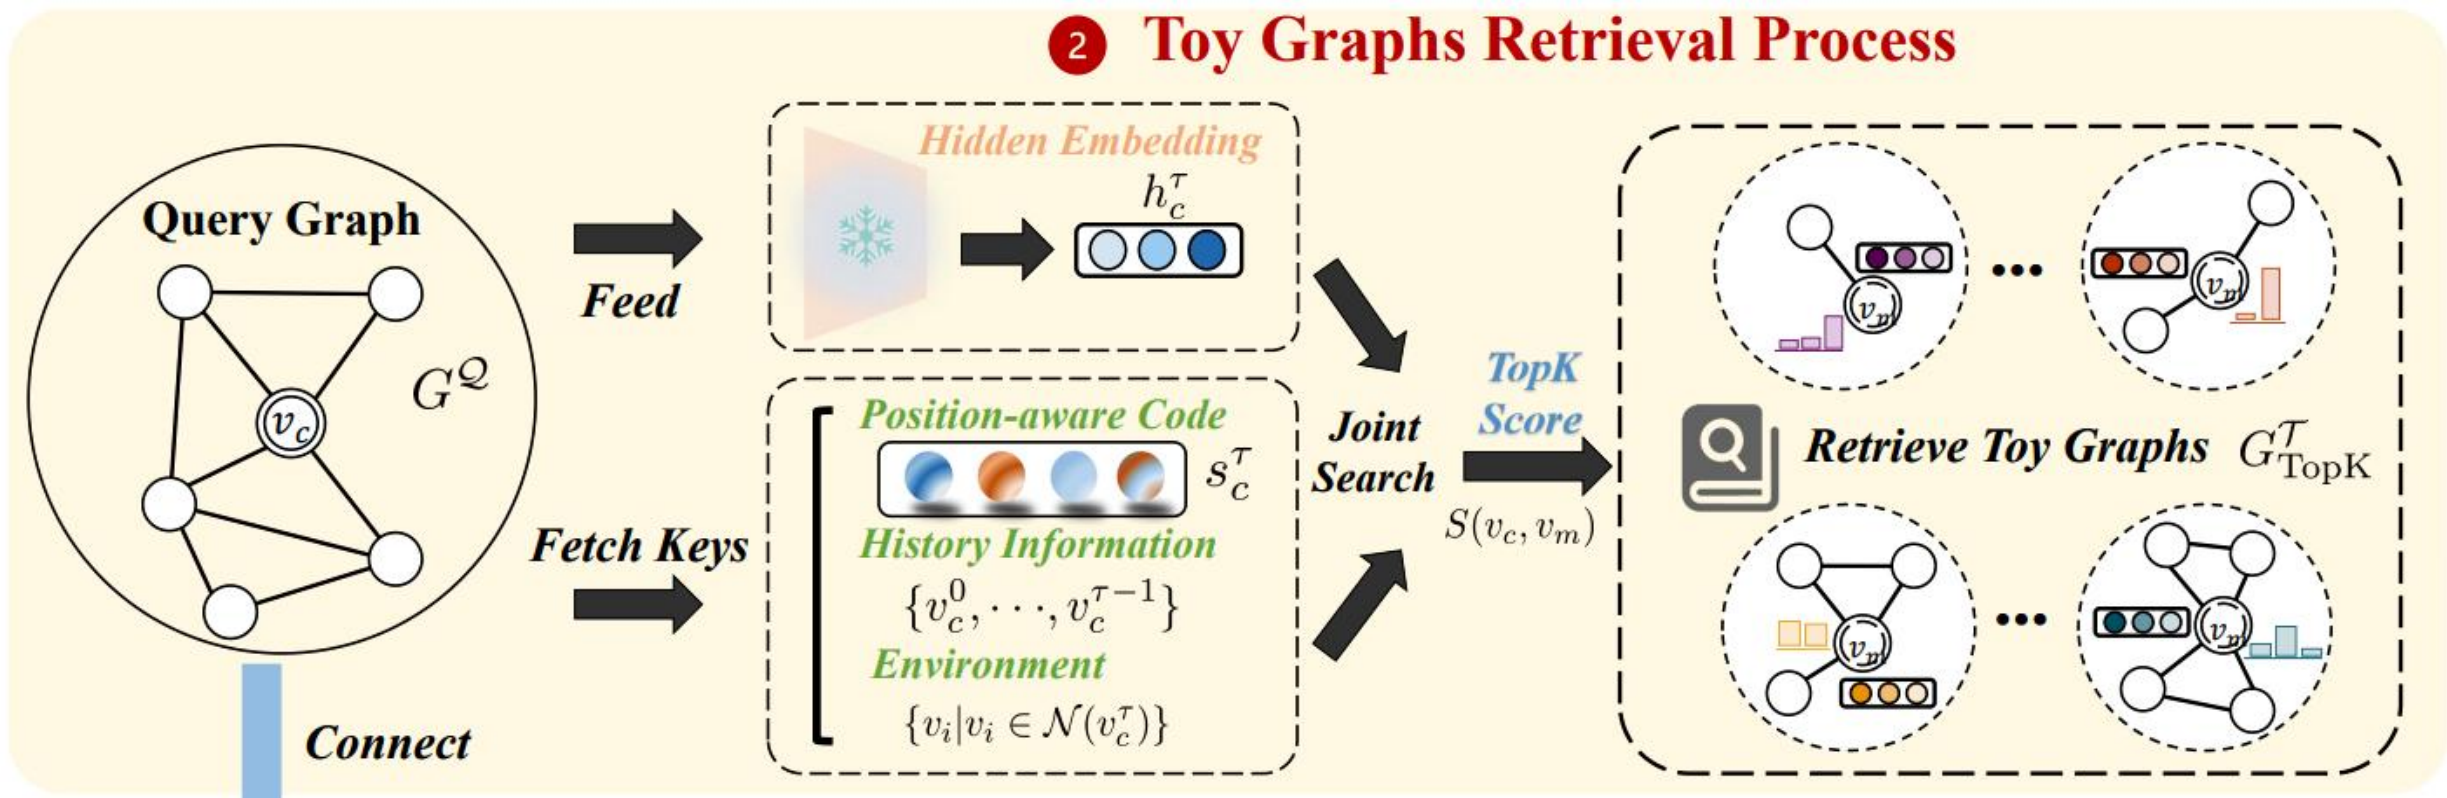 2 Toy Graphs Retrieval Process
Query Graph
v_c
G^Q
Feed
Fetch Keys
Connect
Hidden Embedding
h_c^τ
Position-aware Code
s_c^τ
History Information
{v_c^0, ···, v_c^{τ−1}}
Environment
{v_i|v_i ∈ N(v_c^τ)}
Joint
Search
TopK
Score
S(v_c, v_m)
v_m
•••
v_m
Retrieve Toy Graphs G_TopK^T
v_m
•••
v_m